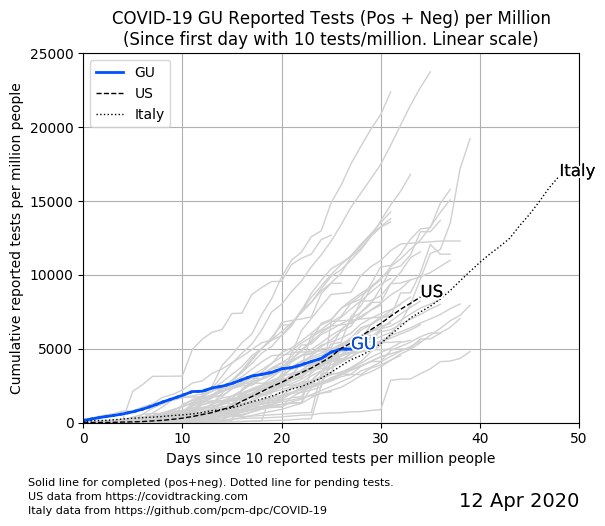 COVID-19 GU Reported Tests (Pos + Neg) per Million
(Since first day with 10 tests/million. Linear scale)
Cumulative reported tests per million people
25000
20000
15000
10000
5000
0
GU
US
Italy
Italy
US
GU
0 10 20 30 40 50
Days since 10 reported tests per million people
Solid line for completed (pos+neg). Dotted line for pending tests.
US data from https://covidtracking.com
Italy data from https://github.com/pcm-dpc/COVID-19
12 Apr 2020